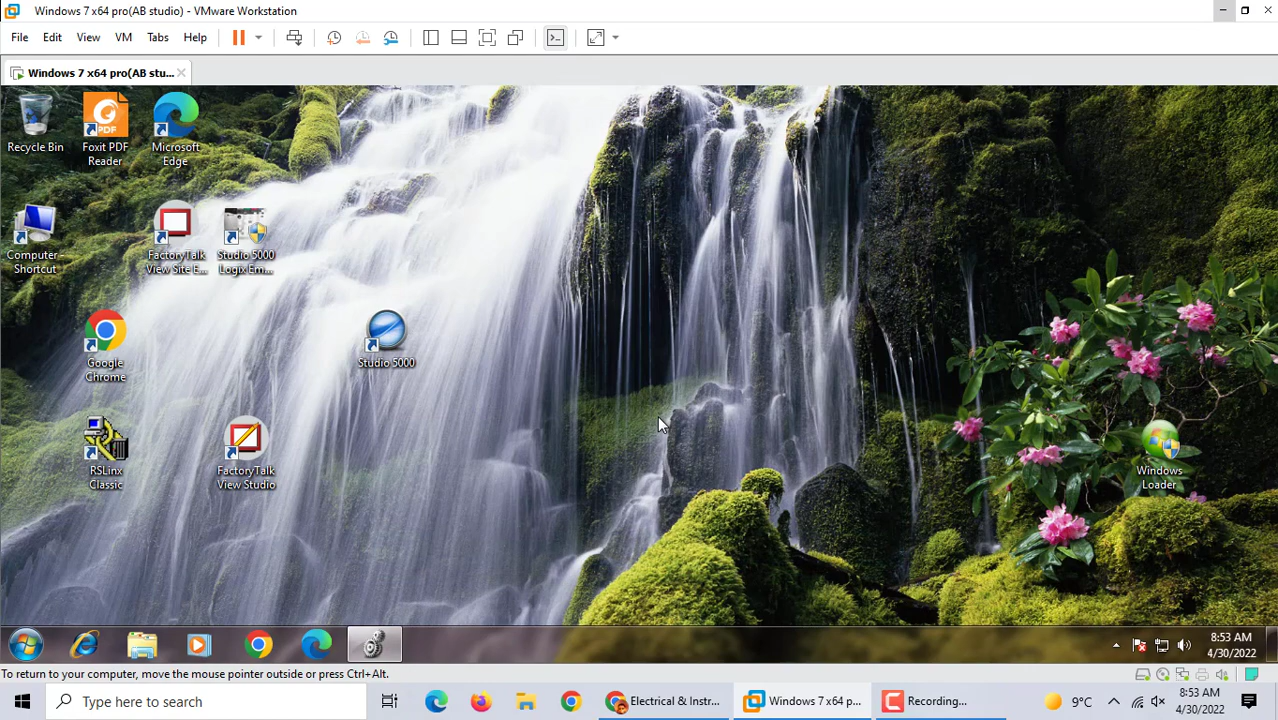 Windows 7 x64 pro(AB studio) - VMware Workstation
File Edit View VM Tabs Help
Windows 7 x64 pro(AB stu...
Recycle Bin
Foxit PDF
Reader
Microsoft
Edge
Computer -
Shortcut
FactoryTalk
View Site E...
Studio 5000
Logix Em...
Google
Chrome
Studio 5000
RSLinx
Classic
FactoryTalk
View Studio
Windows
Loader
8:53 AM
4/30/2022
To return to your computer, move the mouse pointer outside or press Ctrl+Alt.
Type here to search
Electrical & Instr...
Windows 7 x64 p...
Recording...
9°C
8:53 AM
4/30/2022